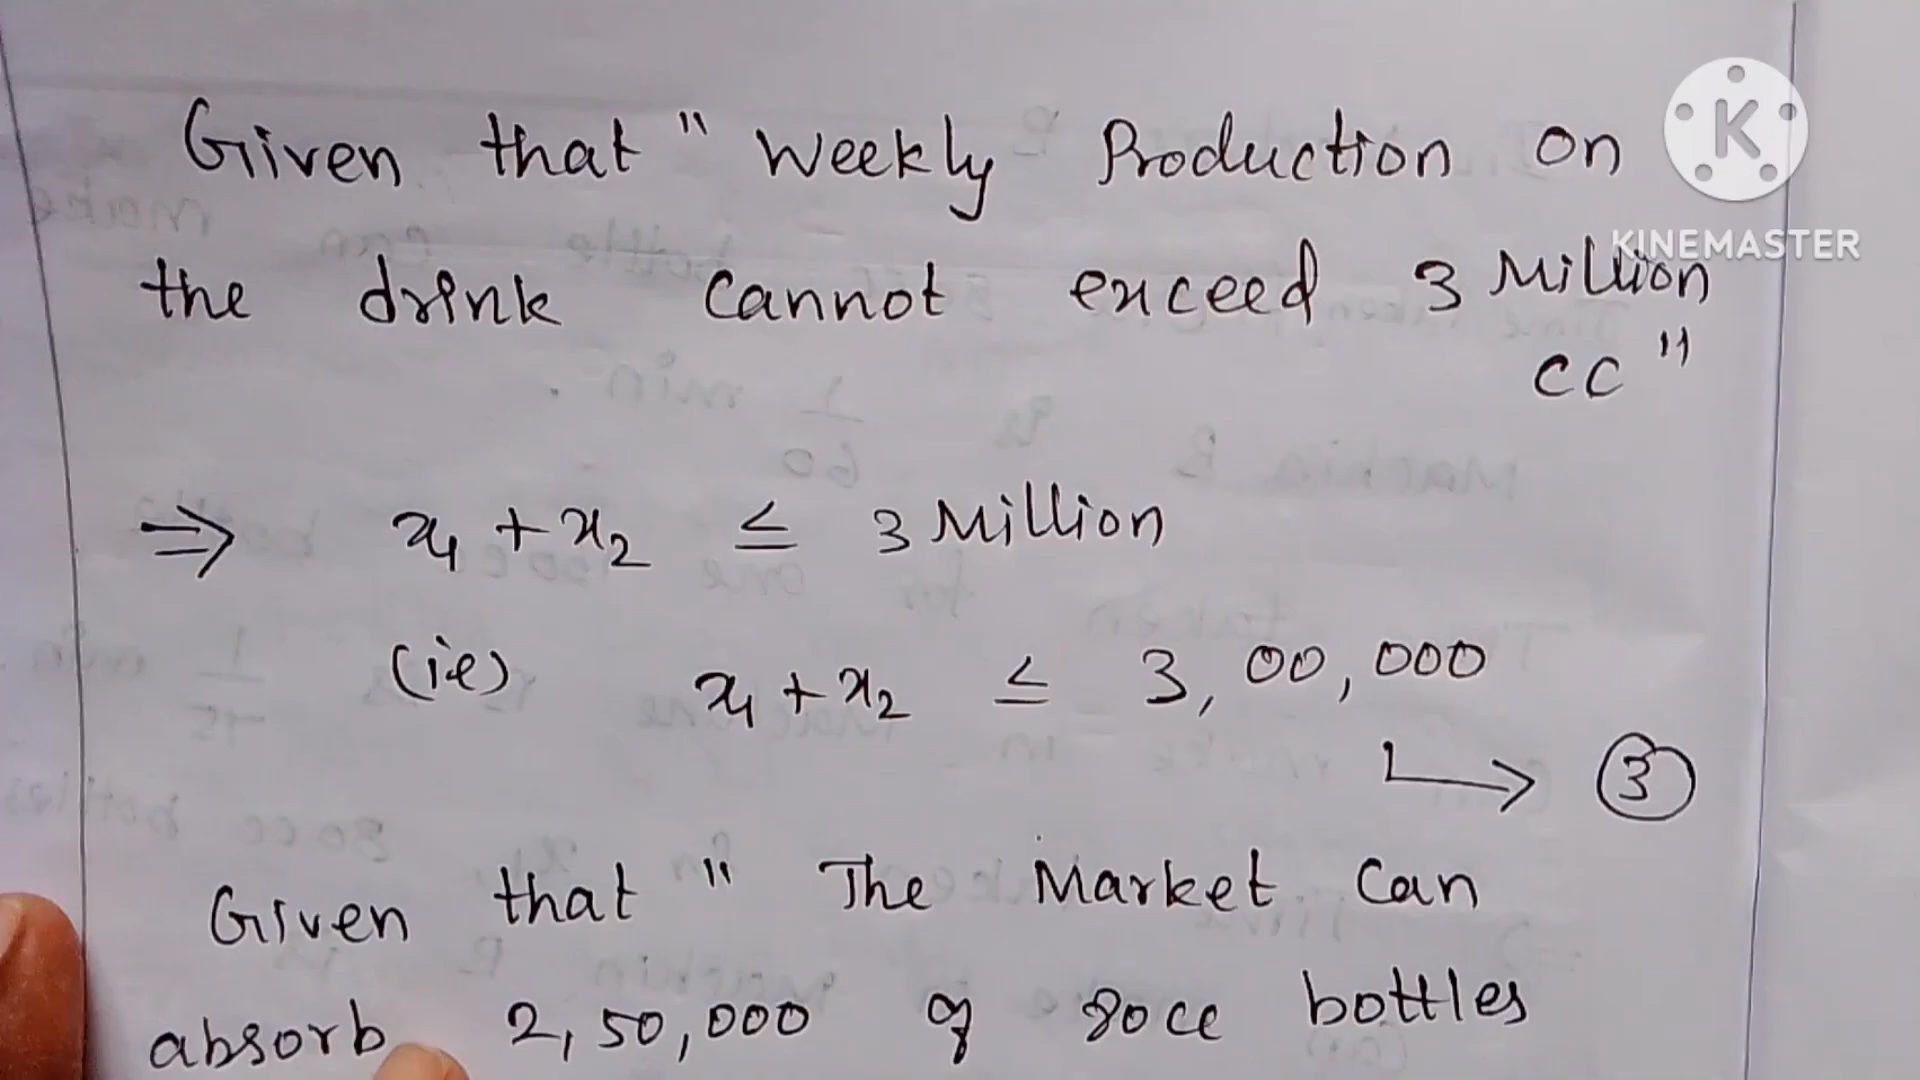 Given that " Weekly Production on
the drink cannot exceed 3 Million
cc "
⇒ x1 + x2 ≤ 3 Million
(ie) x1 + x2 ≤ 3,00,000
↳ 3
Given that " The Market can
absorb 2,50,000 of 80cc bottles
K
KINEMASTER